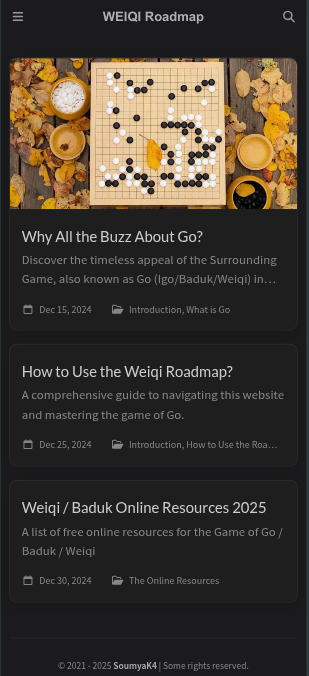 WEIQI Roadmap
Why All the Buzz About Go?
Discover the timeless appeal of the Surrounding
Game, also known as Go (Igo/Baduk/Weiqi) in…
Dec 15, 2024 Introduction, What is Go
How to Use the Weiqi Roadmap?
A comprehensive guide to navigating this website
and mastering the game of Go.
Dec 25, 2024 Introduction, How to Use the Roa…
Weiqi / Baduk Online Resources 2025
A list of free online resources for the Game of Go /
Baduk / Weiqi
Dec 30, 2024 The Online Resources
© 2021 - 2025 SoumyaK4 | Some rights reserved.